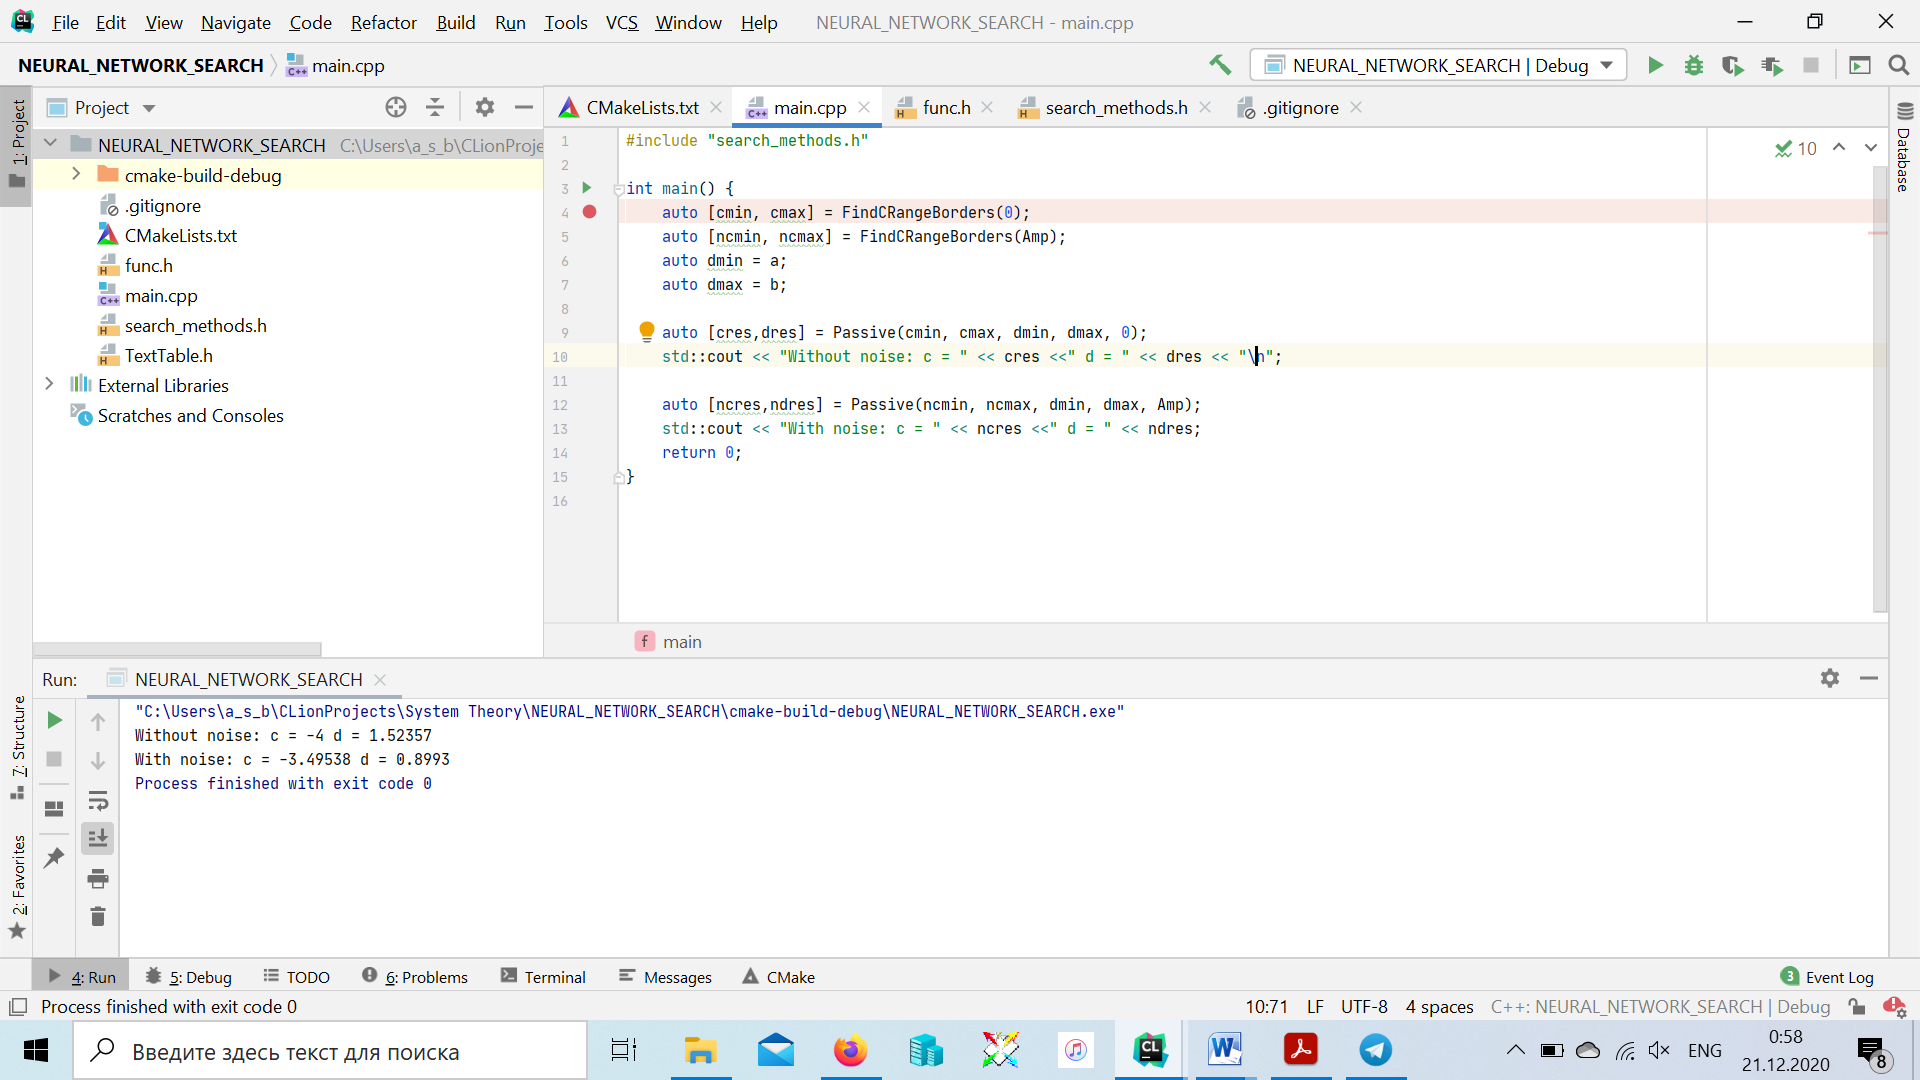 File Edit View Navigate Code Refactor Build Run Tools VCS Window Help NEURAL_NETWORK_SEARCH - main.cpp
NEURAL_NETWORK_SEARCH main.cpp
NEURAL_NETWORK_SEARCH | Debug
1: Project
Project
NEURAL_NETWORK_SEARCH C:\Users\a_s_b\CLionProje
cmake-build-debug
.gitignore
CMakeLists.txt
func.h
main.cpp
search_methods.h
TextTable.h
External Libraries
Scratches and Consoles
CMakeLists.txt main.cpp func.h search_methods.h .gitignore
10
Database
1 #include "search_methods.h"
2
3 int main() {
4 auto [cmin, cmax] = FindCRangeBorders(0);
5 auto [ncmin, ncmax] = FindCRangeBorders(Amp);
6 auto dmin = a;
7 auto dmax = b;
8
9 auto [cres,dres] = Passive(cmin, cmax, dmin, dmax, 0);
10 std::cout << "Without noise: c = " << cres <<" d = " << dres << "\n";
11
12 auto [ncres,ndres] = Passive(ncmin, ncmax, dmin, dmax, Amp);
13 std::cout << "With noise: c = " << ncres <<" d = " << ndres;
14 return 0;
15 }
16
f main
Run: NEURAL_NETWORK_SEARCH
7: Structure
2: Favorites
"C:\Users\a_s_b\CLionProjects\System Theory\NEURAL_NETWORK_SEARCH\cmake-build-debug\NEURAL_NETWORK_SEARCH.exe"
Without noise: c = -4 d = 1.52357
With noise: c = -3.49538 d = 0.8993
Process finished with exit code 0
4: Run 5: Debug TODO 6: Problems Terminal Messages CMake 3 Event Log
Process finished with exit code 0 10:71 LF UTF-8 4 spaces C++: NEURAL_NETWORK_SEARCH | Debug
Введите здесь текст для поиска
ENG
0:58
21.12.2020
8